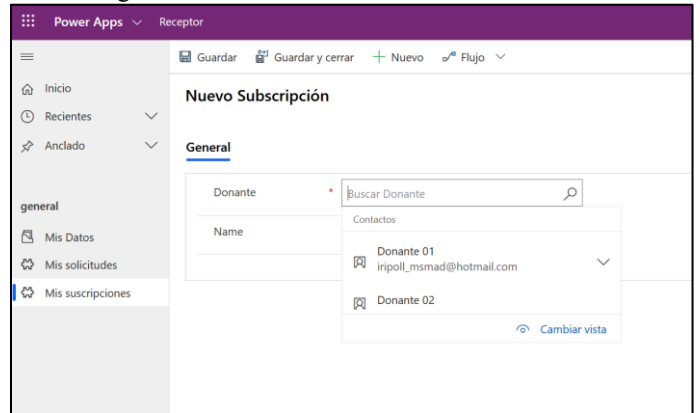 Power Apps Receptor
Guardar Guardar y cerrar Nuevo Flujo
Inicio
Recientes
Anclado
general
Mis Datos
Mis solicitudes
Mis suscripciones
Nuevo Subscripción
General
Donante * Buscar Donante
Name
Contactos
Donante 01
iripoll_msmad@hotmail.com
Donante 02
Cambiar vista